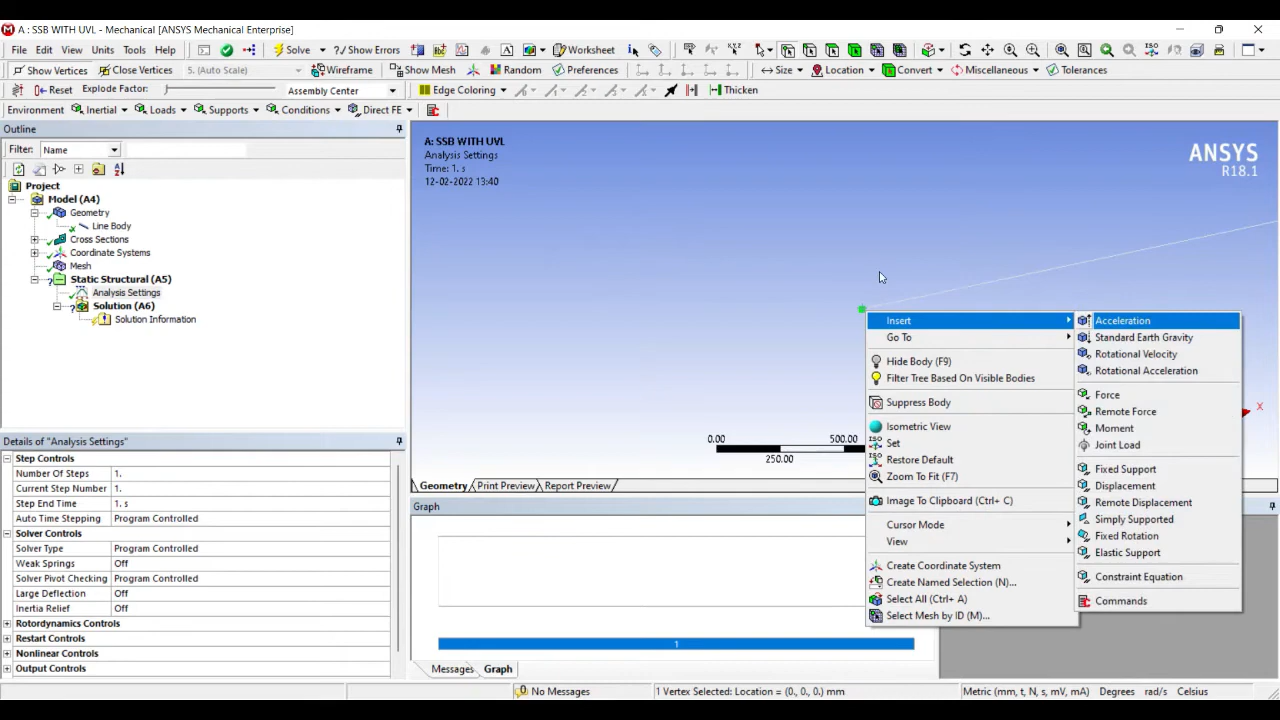 A : SSB WITH UVL - Mechanical [ANSYS Mechanical Enterprise]
File Edit View Units Tools Help Solve ?/ Show Errors Worksheet
Show Vertices Close Vertices 5. (Auto Scale) Wireframe Show Mesh Random Preferences Size Location Convert Miscellaneous Tolerances
Reset Explode Factor: Assembly Center Edge Coloring Thicken
Environment Inertial Loads Supports Conditions Direct FE
Outline
Filter: Name
Project
Model (A4)
Geometry
Line Body
Cross Sections
Coordinate Systems
Mesh
Static Structural (A5)
Analysis Settings
Solution (A6)
Solution Information
Details of "Analysis Settings"
Step Controls
Number Of Steps 1.
Current Step Number 1.
Step End Time 1. s
Auto Time Stepping Program Controlled
Solver Controls
Solver Type Program Controlled
Weak Springs Off
Solver Pivot Checking Program Controlled
Large Deflection Off
Inertia Relief Off
Rotordynamics Controls
Restart Controls
Nonlinear Controls
Output Controls
A: SSB WITH UVL
Analysis Settings
Time: 1. s
12-02-2022 13:40
ANSYS
R18.1
X
0.00 500.00
250.00
Geometry Print Preview Report Preview
Graph
1
Messages Graph
Insert
Go To
Hide Body (F9)
Filter Tree Based On Visible Bodies
Suppress Body
Isometric View
ISO Set
ISO Restore Default
Zoom To Fit (F7)
Image To Clipboard (Ctrl+ C)
Cursor Mode
View
Create Coordinate System
Create Named Selection (N)...
Select All (Ctrl+ A)
Select Mesh by ID (M)...
Acceleration
Standard Earth Gravity
Rotational Velocity
Rotational Acceleration
Force
Remote Force
Moment
Joint Load
Fixed Support
Displacement
Remote Displacement
Simply Supported
Fixed Rotation
Elastic Support
Constraint Equation
Commands
No Messages 1 Vertex Selected: Location = (0., 0., 0.) mm Metric (mm, t, N, s, mV, mA) Degrees rad/s Celsius